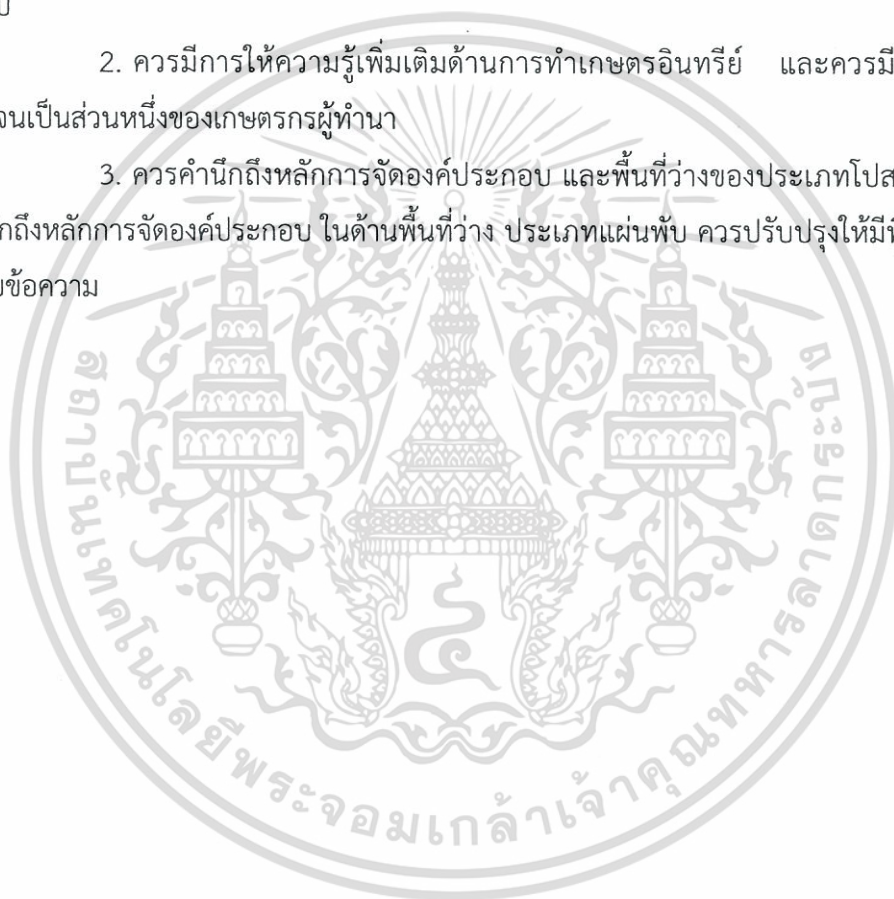 2. ควรมีการให้ความรู้เพิ่มเติมด้านการทำเกษตรอินทรีย์ และควรมี
จนเป็นส่วนหนึ่งของเกษตรกรผู้ทำนา
3. ควรคำนึกถึงหลักการจัดองค์ประกอบ และพื้นที่ว่างของประเภทโปส
กถึงหลักการจัดองค์ประกอบ ในด้านพื้นที่ว่าง ประเภทแผ่นพับ ควรปรับปรุงให้มี
ข้อความ
สถาบันเทคโนโลยีพระจอมเกล้าเจ้าคุณทหารลาดกระบัง